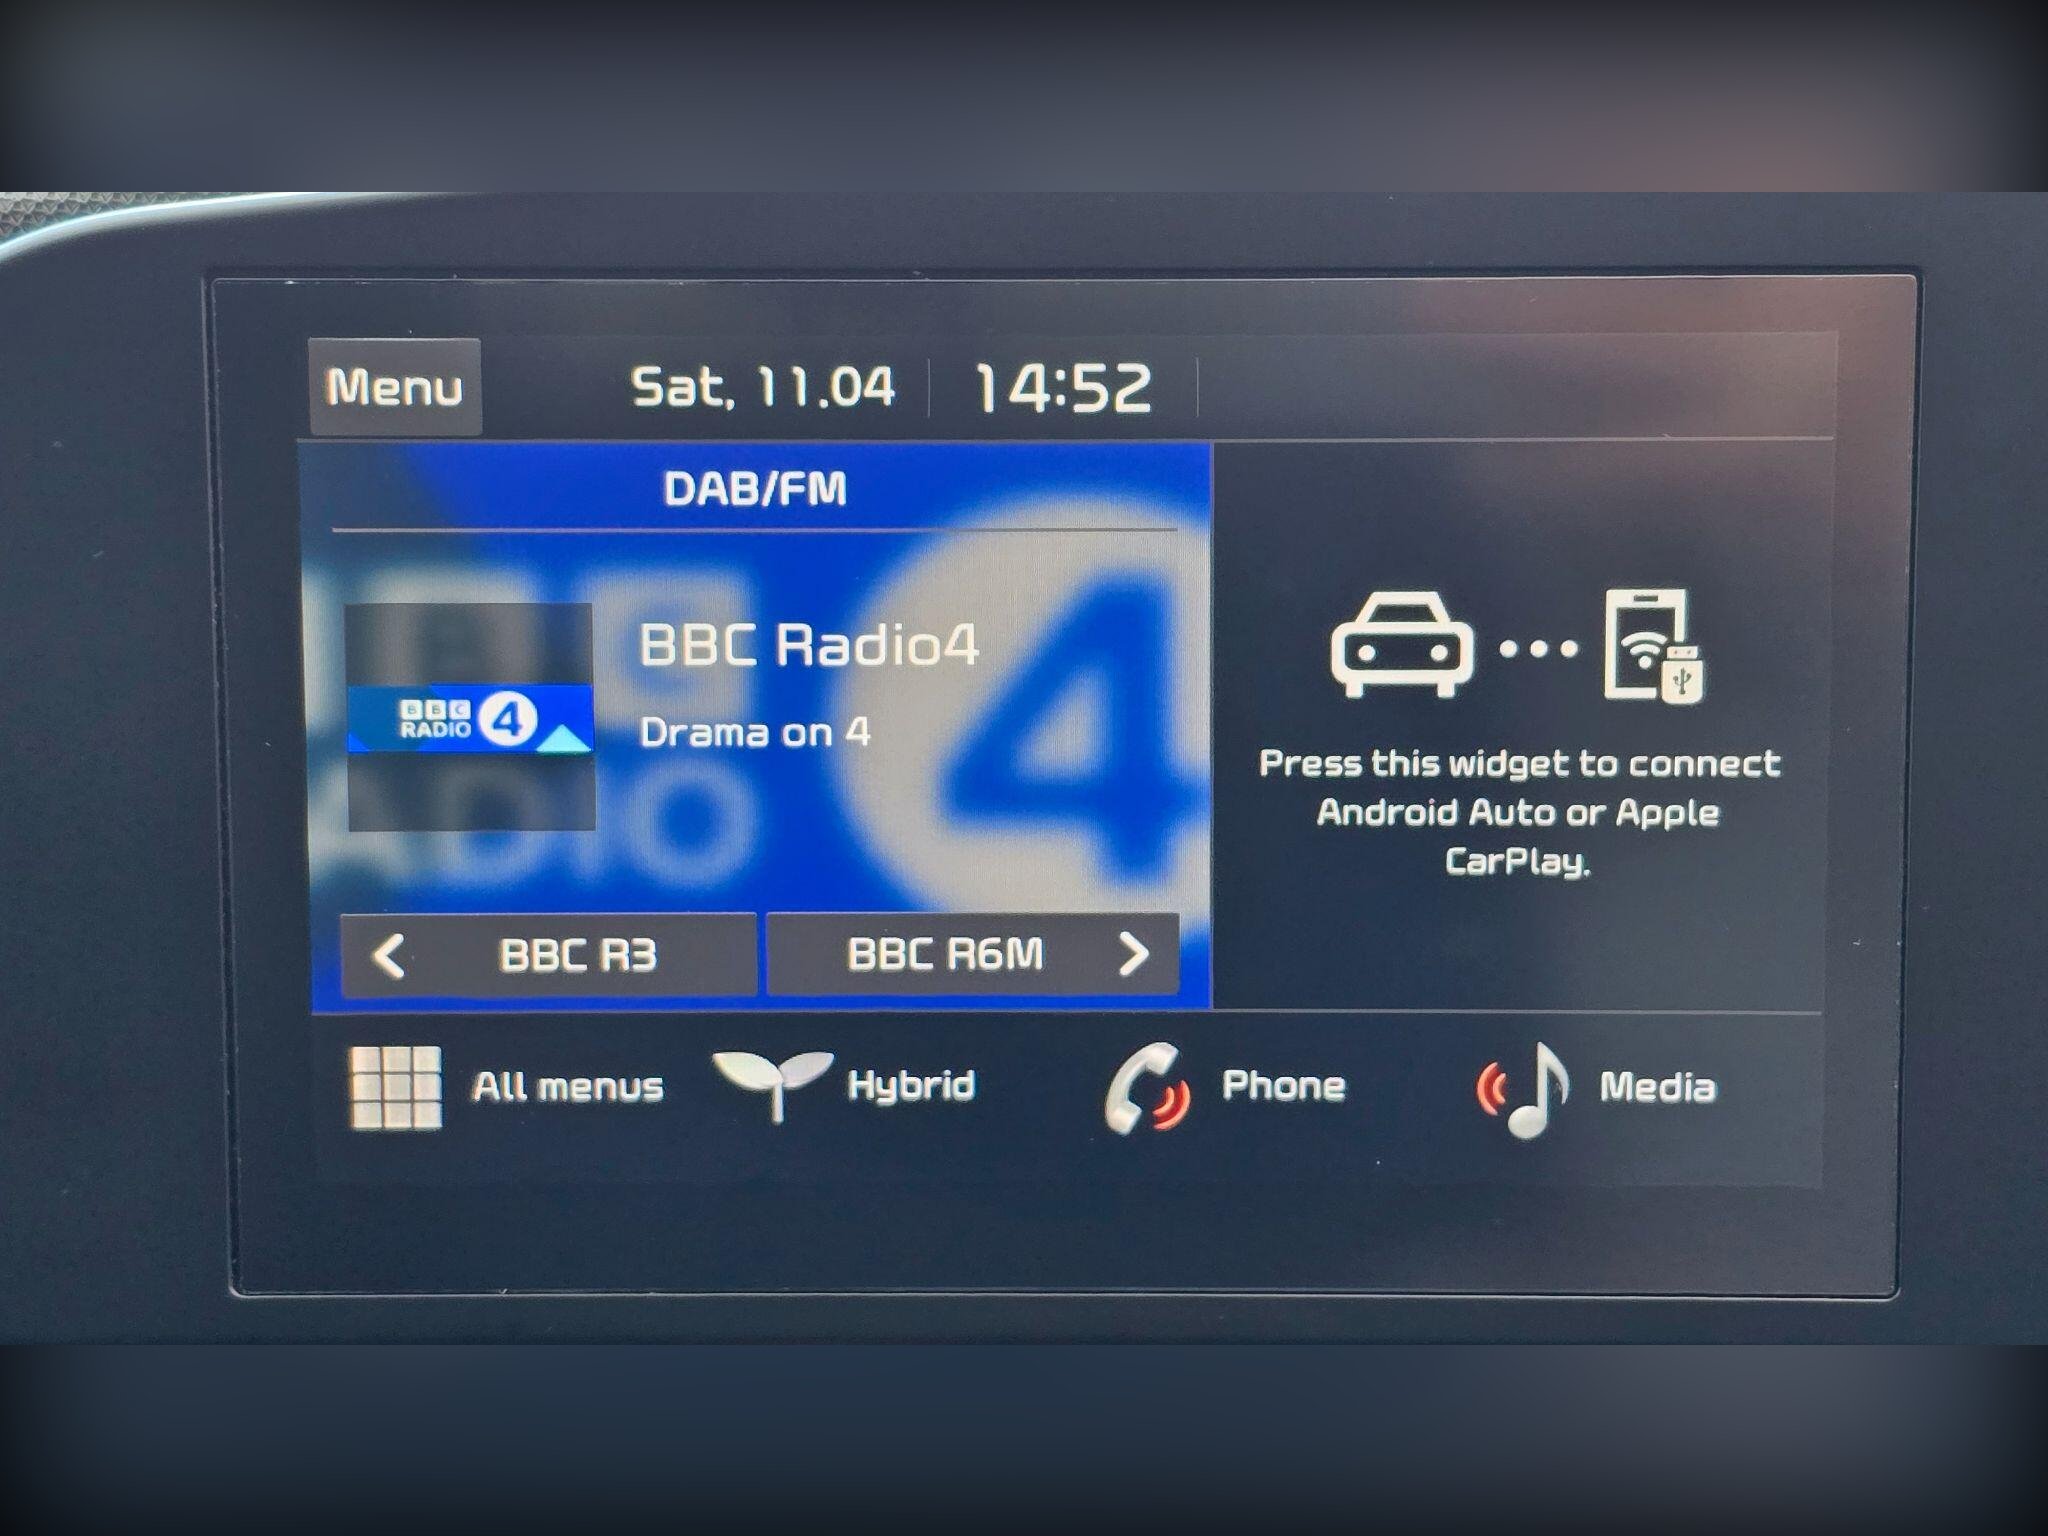 Menu
Sat, 11.04
14:52
DAB/FM
BBC Radio4
Drama on 4
BBC
RADIO 4
BBC R3
BBC R6M
Press this widget to connect
Android Auto or Apple
CarPlay.
All menus
Hybrid
Phone
Media